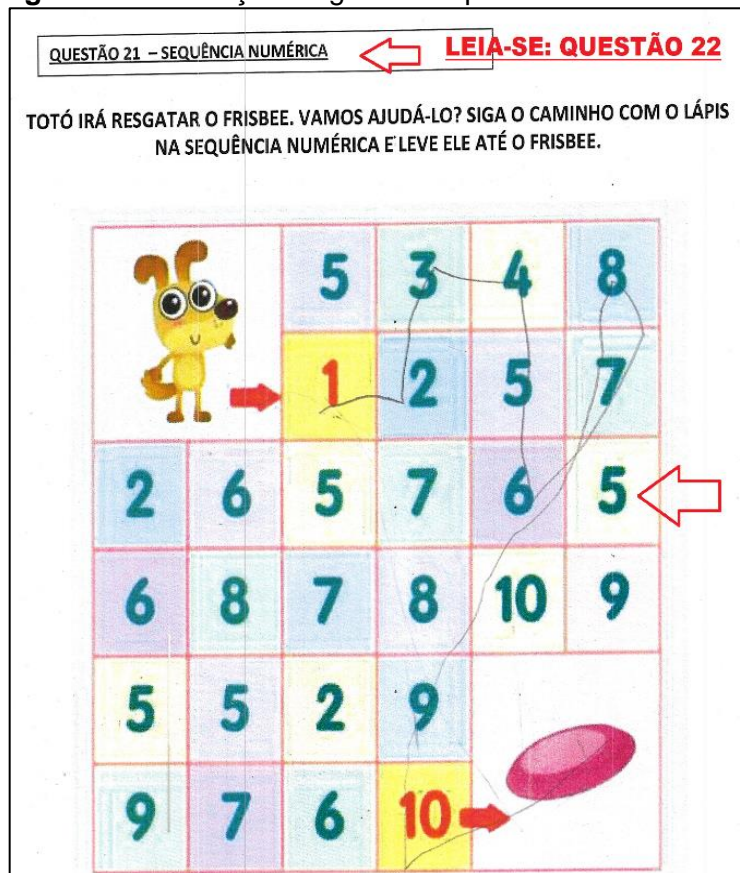 QUESTÃO 21 – SEQUÊNCIA NUMÉRICA
LEIA-SE: QUESTÃO 22
TOTÓ IRÁ RESGATAR O FRISBEE. VAMOS AJUDÁ-LO? SIGA O CAMINHO COM O LÁPIS
NA SEQUÊNCIA NUMÉRICA E LEVE ELE ATÉ O FRISBEE.
5 3 4 8
1 2 5 7
2 6 5 7 6 5
6 8 7 8 10 9
5 5 2 9
9 7 6 10